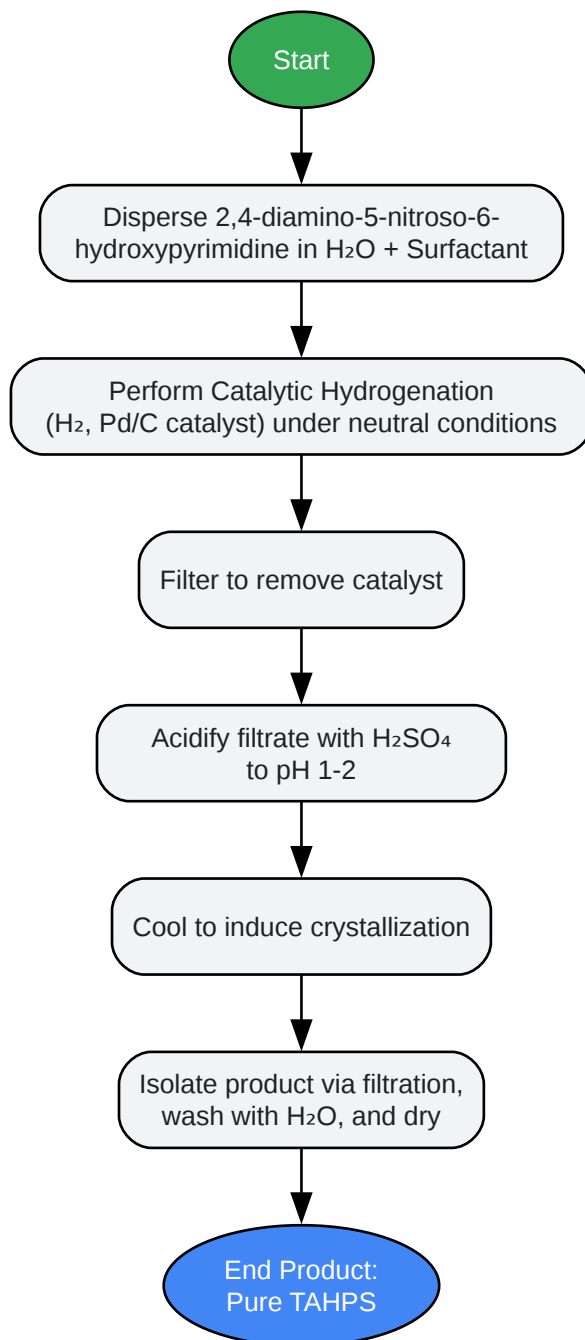 Start
Disperse 2,4-diamino-5-nitroso-6-
hydroxypyrimidine in H₂O + Surfactant
Perform Catalytic Hydrogenation
(H₂, Pd/C catalyst) under neutral conditions
Filter to remove catalyst
Acidify filtrate with H₂SO₄
to pH 1-2
Cool to induce crystallization
Isolate product via filtration,
wash with H₂O, and dry
End Product:
Pure TAHPS